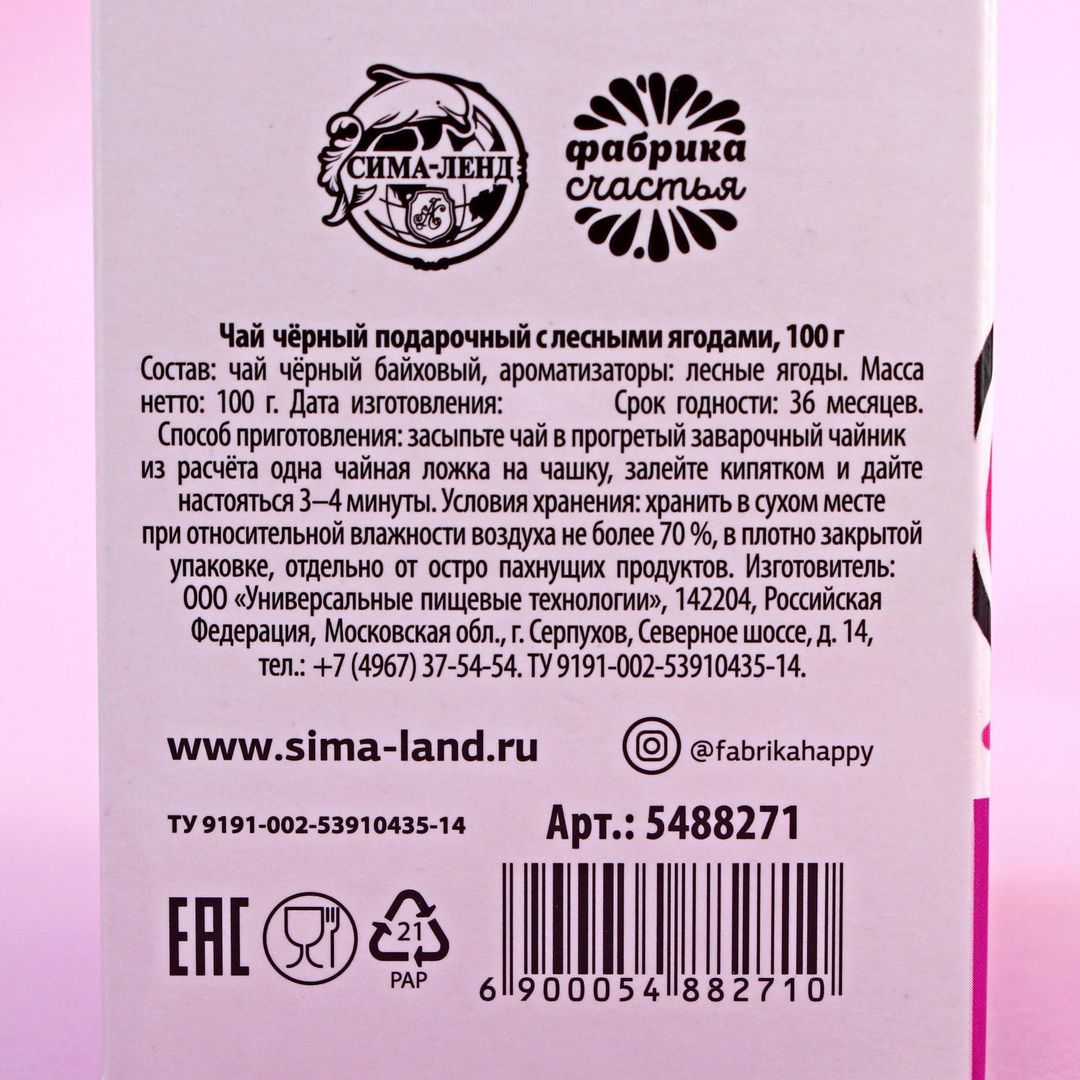 СИМА-ЛЕНД
фабрика
счастья
Чай чёрный подарочный с лесными ягодами, 100 г
Состав: чай чёрный байховый, ароматизаторы: лесные ягоды. Масса
нетто: 100 г. Дата изготовления: Срок годности: 36 месяцев.
Способ приготовления: засыпьте чай в прогретый заварочный чайник
из расчёта одна чайная ложка на чашку, залейте кипятком и дайте
настояться 3–4 минуты. Условия хранения: хранить в сухом месте
при относительной влажности воздуха не более 70 %, в плотно закрытой
упаковке, отдельно от остро пахнущих продуктов. Изготовитель:
ООО «Универсальные пищевые технологии», 142204, Российская
Федерация, Московская обл., г. Серпухов, Северное шоссе, д. 14,
тел.: +7 (4967) 37-54-54. ТУ 9191-002-53910435-14.
www.sima-land.ru
@fabrikahappy
ТУ 9191-002-53910435-14
Арт.: 5488271
ЕАС
21
PAP
6 900054 882710